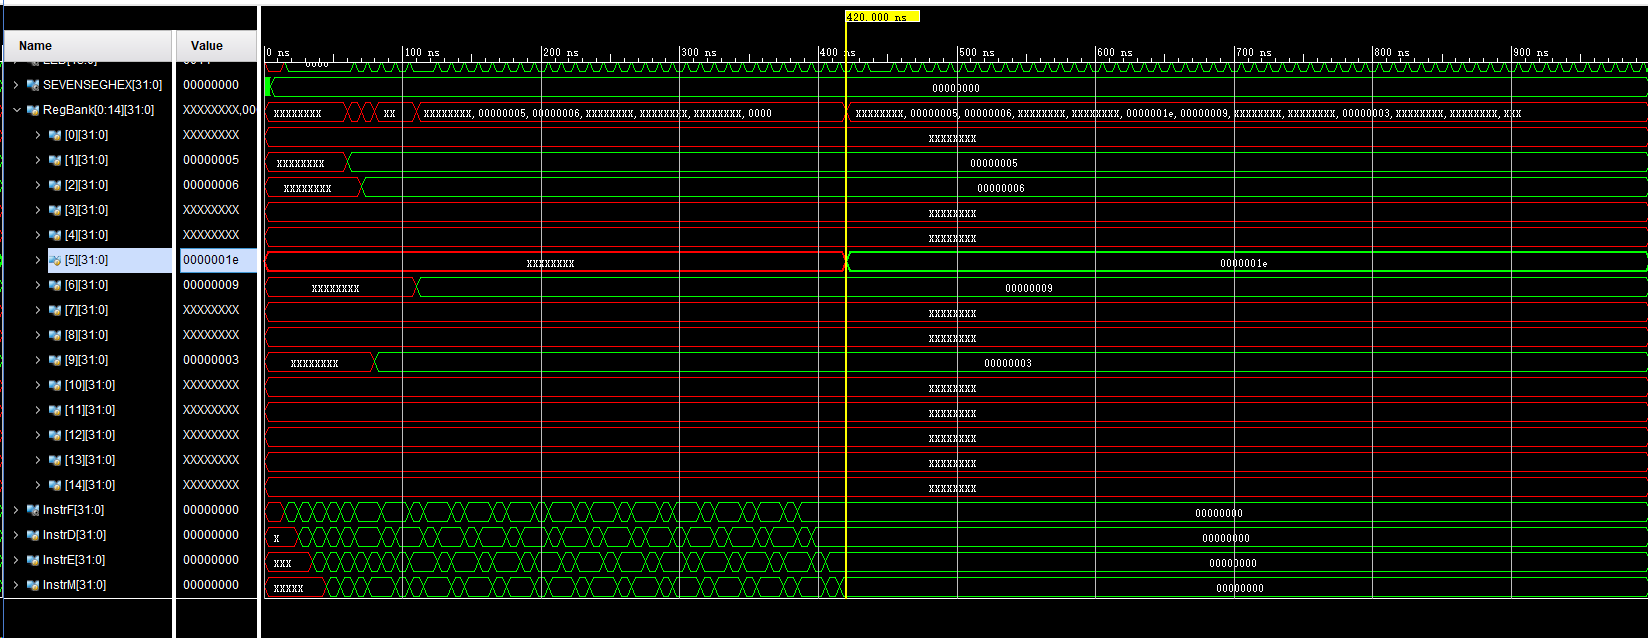 420.000 ns
Name Value
0 ns 100 ns 200 ns 300 ns 400 ns 500 ns 600 ns 700 ns 800 ns 900 ns
SEVENSEGHEX[31:0] 00000000 00000000
RegBank[0:14][31:0] XXXXXXXX,00 XXXXXXXX XX XXXXXXXX,00000005,00000006,XXXXXXXX,XXXXXXXX,XXXXXXXX,0000 XXXXXXXX,00000005,00000006,XXXXXXXX,XXXXXXXX,0000001e,00000009,XXXXXXXX,XXXXXXXX,00000003,XXXXXXXX,XXXXXXXX,XXX
[0][31:0] XXXXXXXX XXXXXXXX
[1][31:0] 00000005 XXXXXXXX 00000005
[2][31:0] 00000006 XXXXXXXX 00000006
[3][31:0] XXXXXXXX XXXXXXXX
[4][31:0] XXXXXXXX XXXXXXXX
[5][31:0] 0000001e XXXXXXXX 0000001e
[6][31:0] 00000009 XXXXXXXX 00000009
[7][31:0] XXXXXXXX XXXXXXXX
[8][31:0] XXXXXXXX XXXXXXXX
[9][31:0] 00000003 XXXXXXXX 00000003
[10][31:0] XXXXXXXX XXXXXXXX
[11][31:0] XXXXXXXX XXXXXXXX
[12][31:0] XXXXXXXX XXXXXXXX
[13][31:0] XXXXXXXX XXXXXXXX
[14][31:0] XXXXXXXX XXXXXXXX
InstrF[31:0] 00000000 00000000
InstrD[31:0] 00000000 X 00000000
InstrE[31:0] 00000000 XXX 00000000
InstrM[31:0] 00000000 XXXXX 00000000